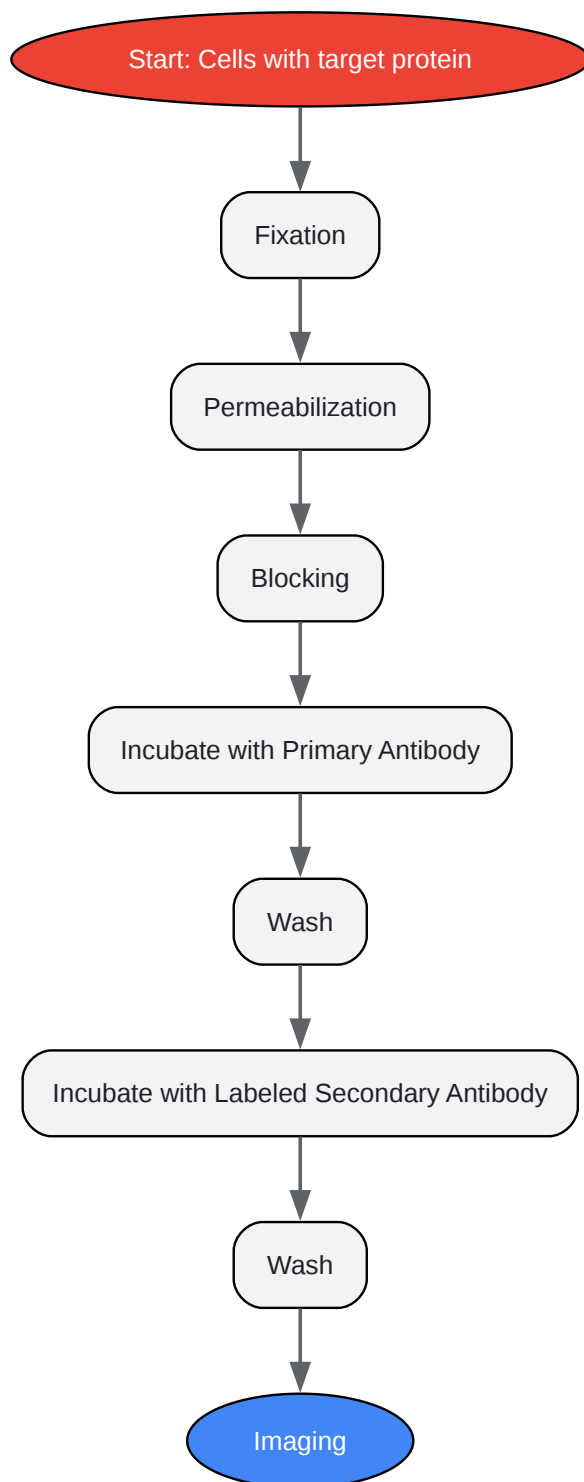 Start: Cells with target protein
Fixation
Permeabilization
Blocking
Incubate with Primary Antibody
Wash
Incubate with Labeled Secondary Antibody
Wash
Imaging